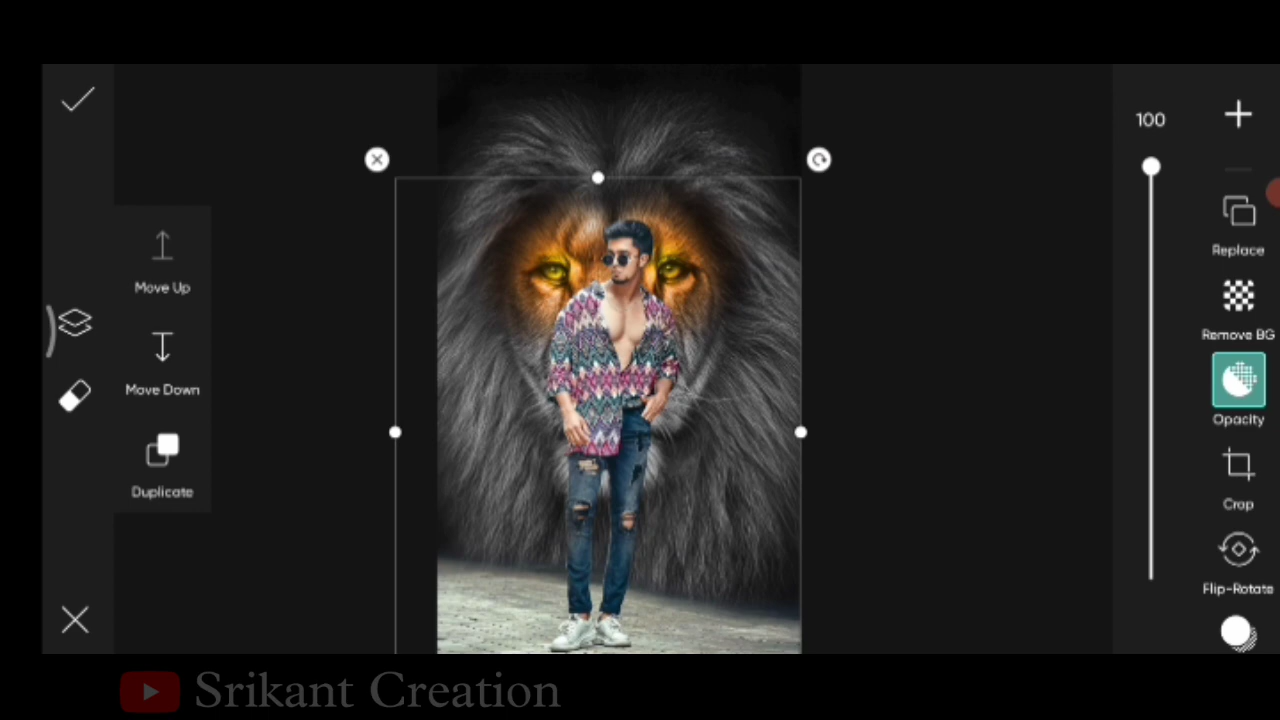 100
Replace
Move Up
Remove BG
Move Down
Opacity
Duplicate
Crop
Flip-Rotate
Srikant Creation